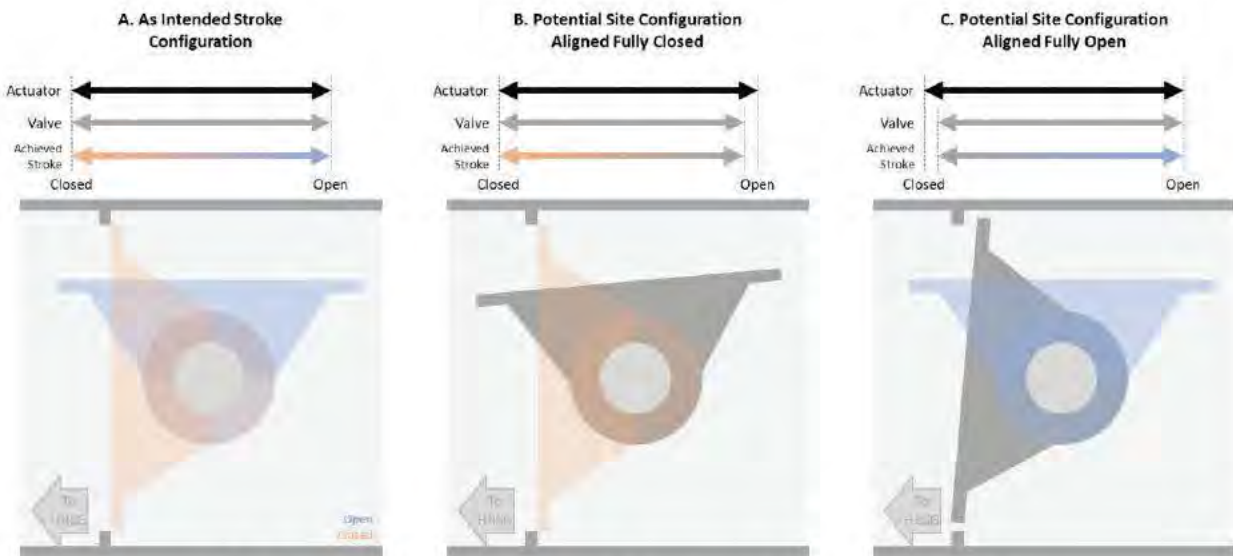 A. As Intended Stroke
Configuration
Actuator
Valve
Achieved
Stroke
Closed
Open
To
Open
Closed
B. Potential Site Configuration
Aligned Fully Closed
Actuator
Valve
Achieved
Stroke
Closed
Open
To
C. Potential Site Configuration
Aligned Fully Open
Actuator
Valve
Achieved
Stroke
Closed
Open
To